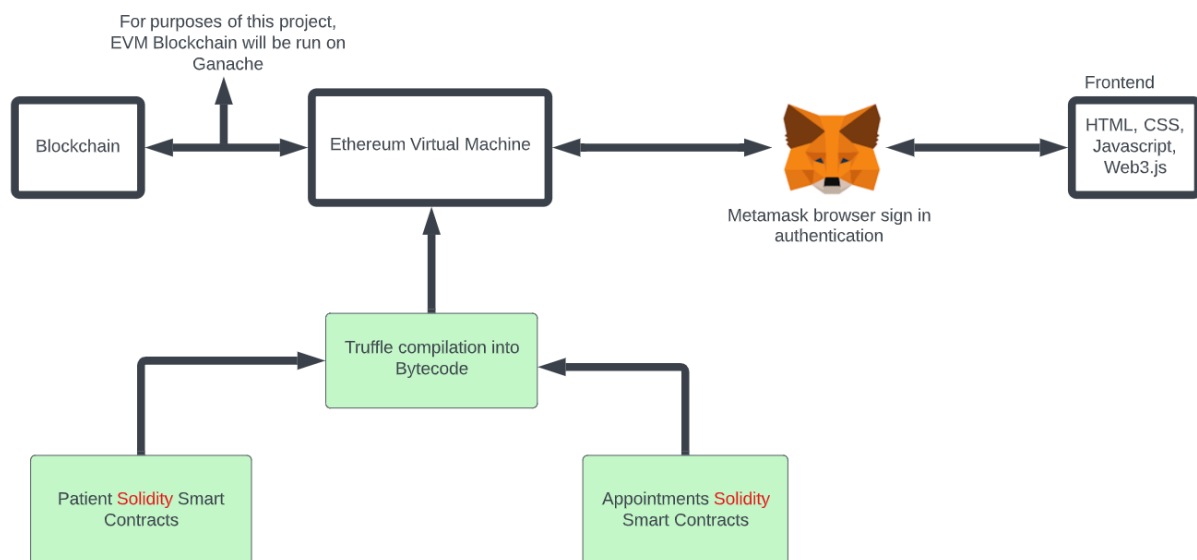 For purposes of this project,
EVM Blockchain will be run on
Ganache
Blockchain
Ethereum Virtual Machine
Metamask browser sign in
authentication
Frontend
HTML, CSS,
Javascript,
Web3.js
Truffle compilation into
Bytecode
Patient Solidity Smart
Contracts
Appointments Solidity
Smart Contracts